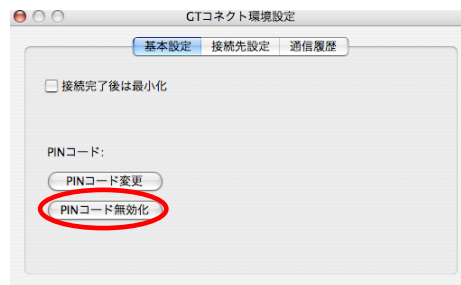 GTコネクト環境設定
基本設定 接続先設定 通信履歴
接続完了後は最小化
PINコード:
PINコード変更
PINコード無効化